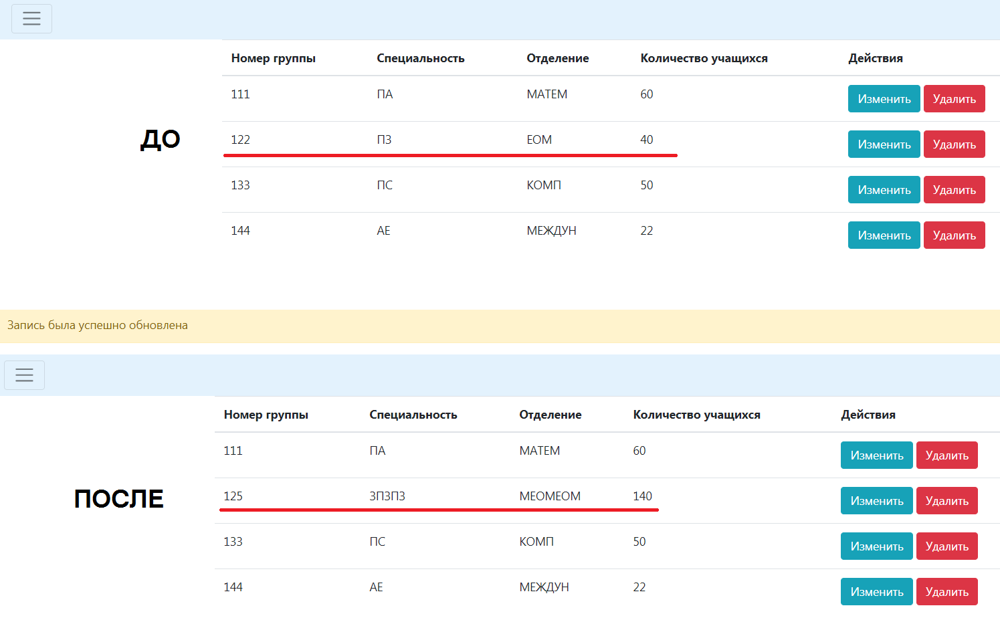 Номер группы Специальность Отделение Количество учащихся Действия
111 ПА МАТЕМ 60 Изменить Удалить
ДО
122 ПЗ ЕОМ 40 Изменить Удалить
133 ПС КОМП 50 Изменить Удалить
144 АЕ МЕЖДУН 22 Изменить Удалить
Запись была успешно обновлена
Номер группы Специальность Отделение Количество учащихся Действия
111 ПА МАТЕМ 60 Изменить Удалить
ПОСЛЕ
125 ЗПЗПЗ МЕОМЕОМ 140 Изменить Удалить
133 ПС КОМП 50 Изменить Удалить
144 АЕ МЕЖДУН 22 Изменить Удалить